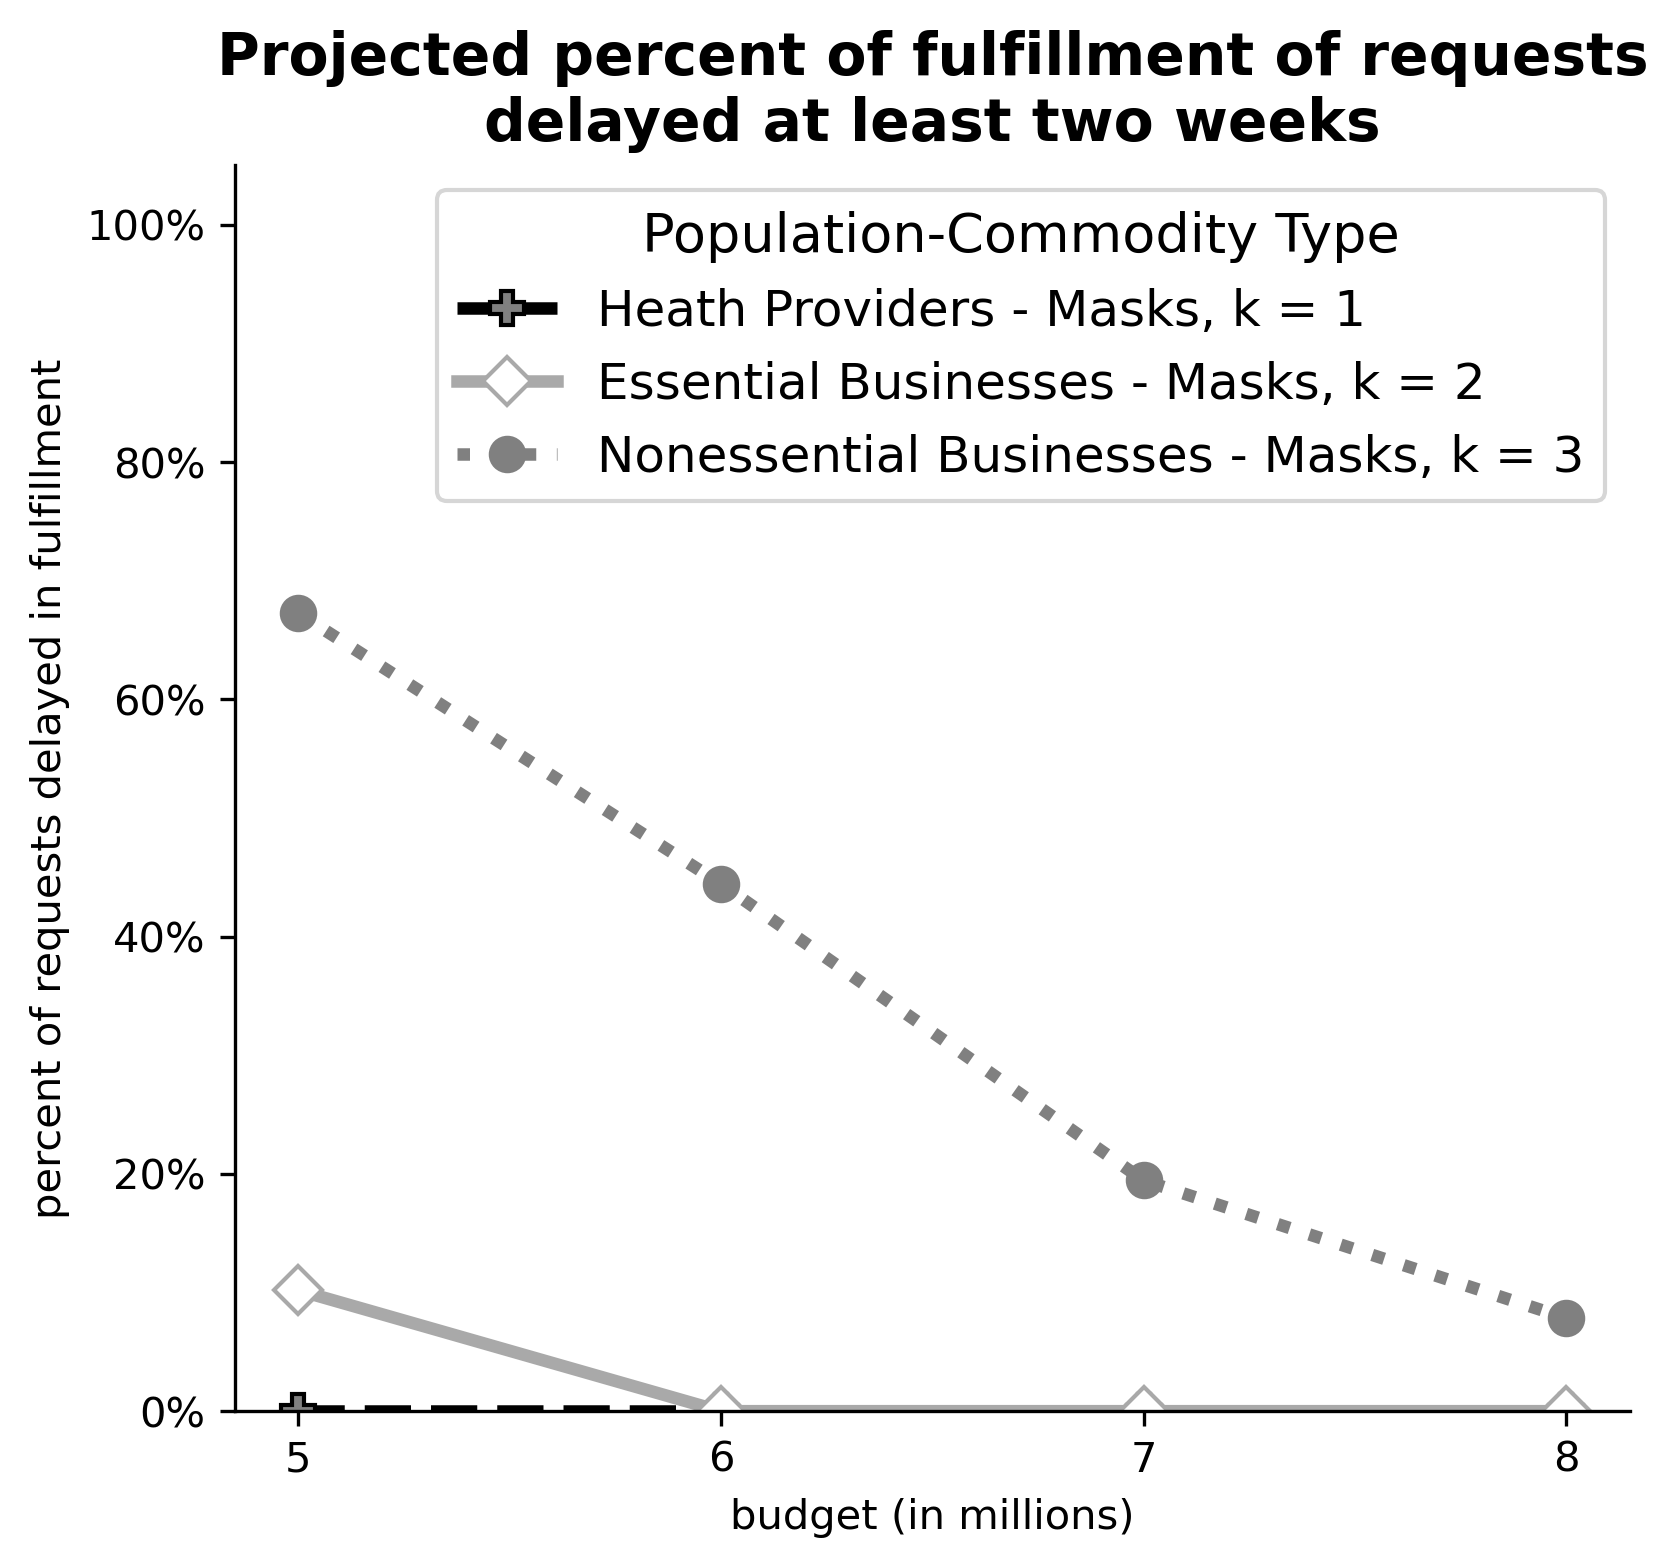 Projected percent of fulfillment of requests
delayed at least two weeks
Population-Commodity Type
Heath Providers - Masks, k = 1
Essential Businesses - Masks, k = 2
Nonessential Businesses - Masks, k = 3
percent of requests delayed in fulfillment
100%
80%
60%
40%
20%
0%
5 6 7 8
budget (in millions)